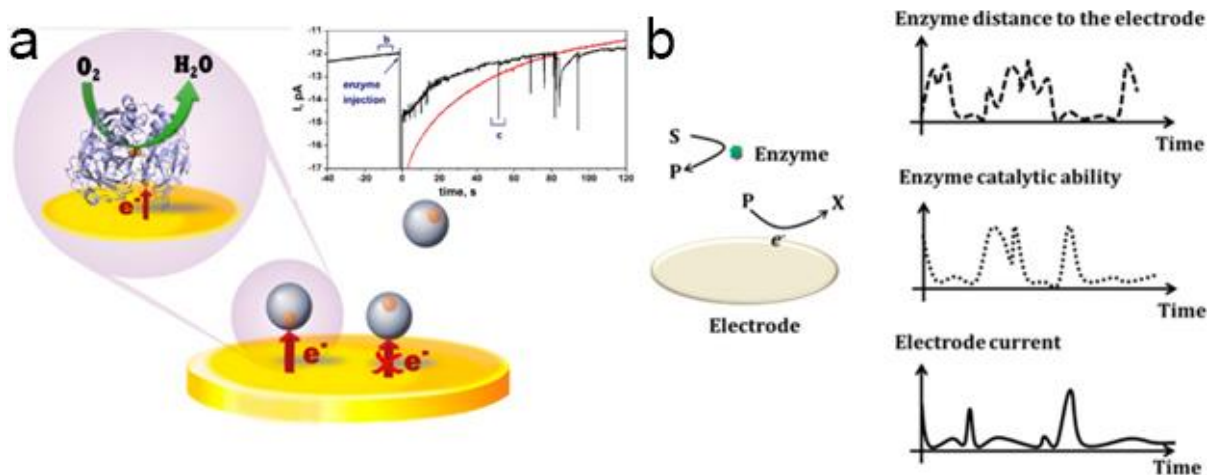 a
O₂
H₂O
e⁻
I, pA
-12
-13
-14
-15
-16
-17
b
enzyme
injection
c
-40
-20
0
20
40
60
80
100
120
time, s
e⁻
e⁻
b
S
P
Enzyme
P
X
e⁻
Electrode
Enzyme distance to the electrode
Time
Enzyme catalytic ability
Time
Electrode current
Time